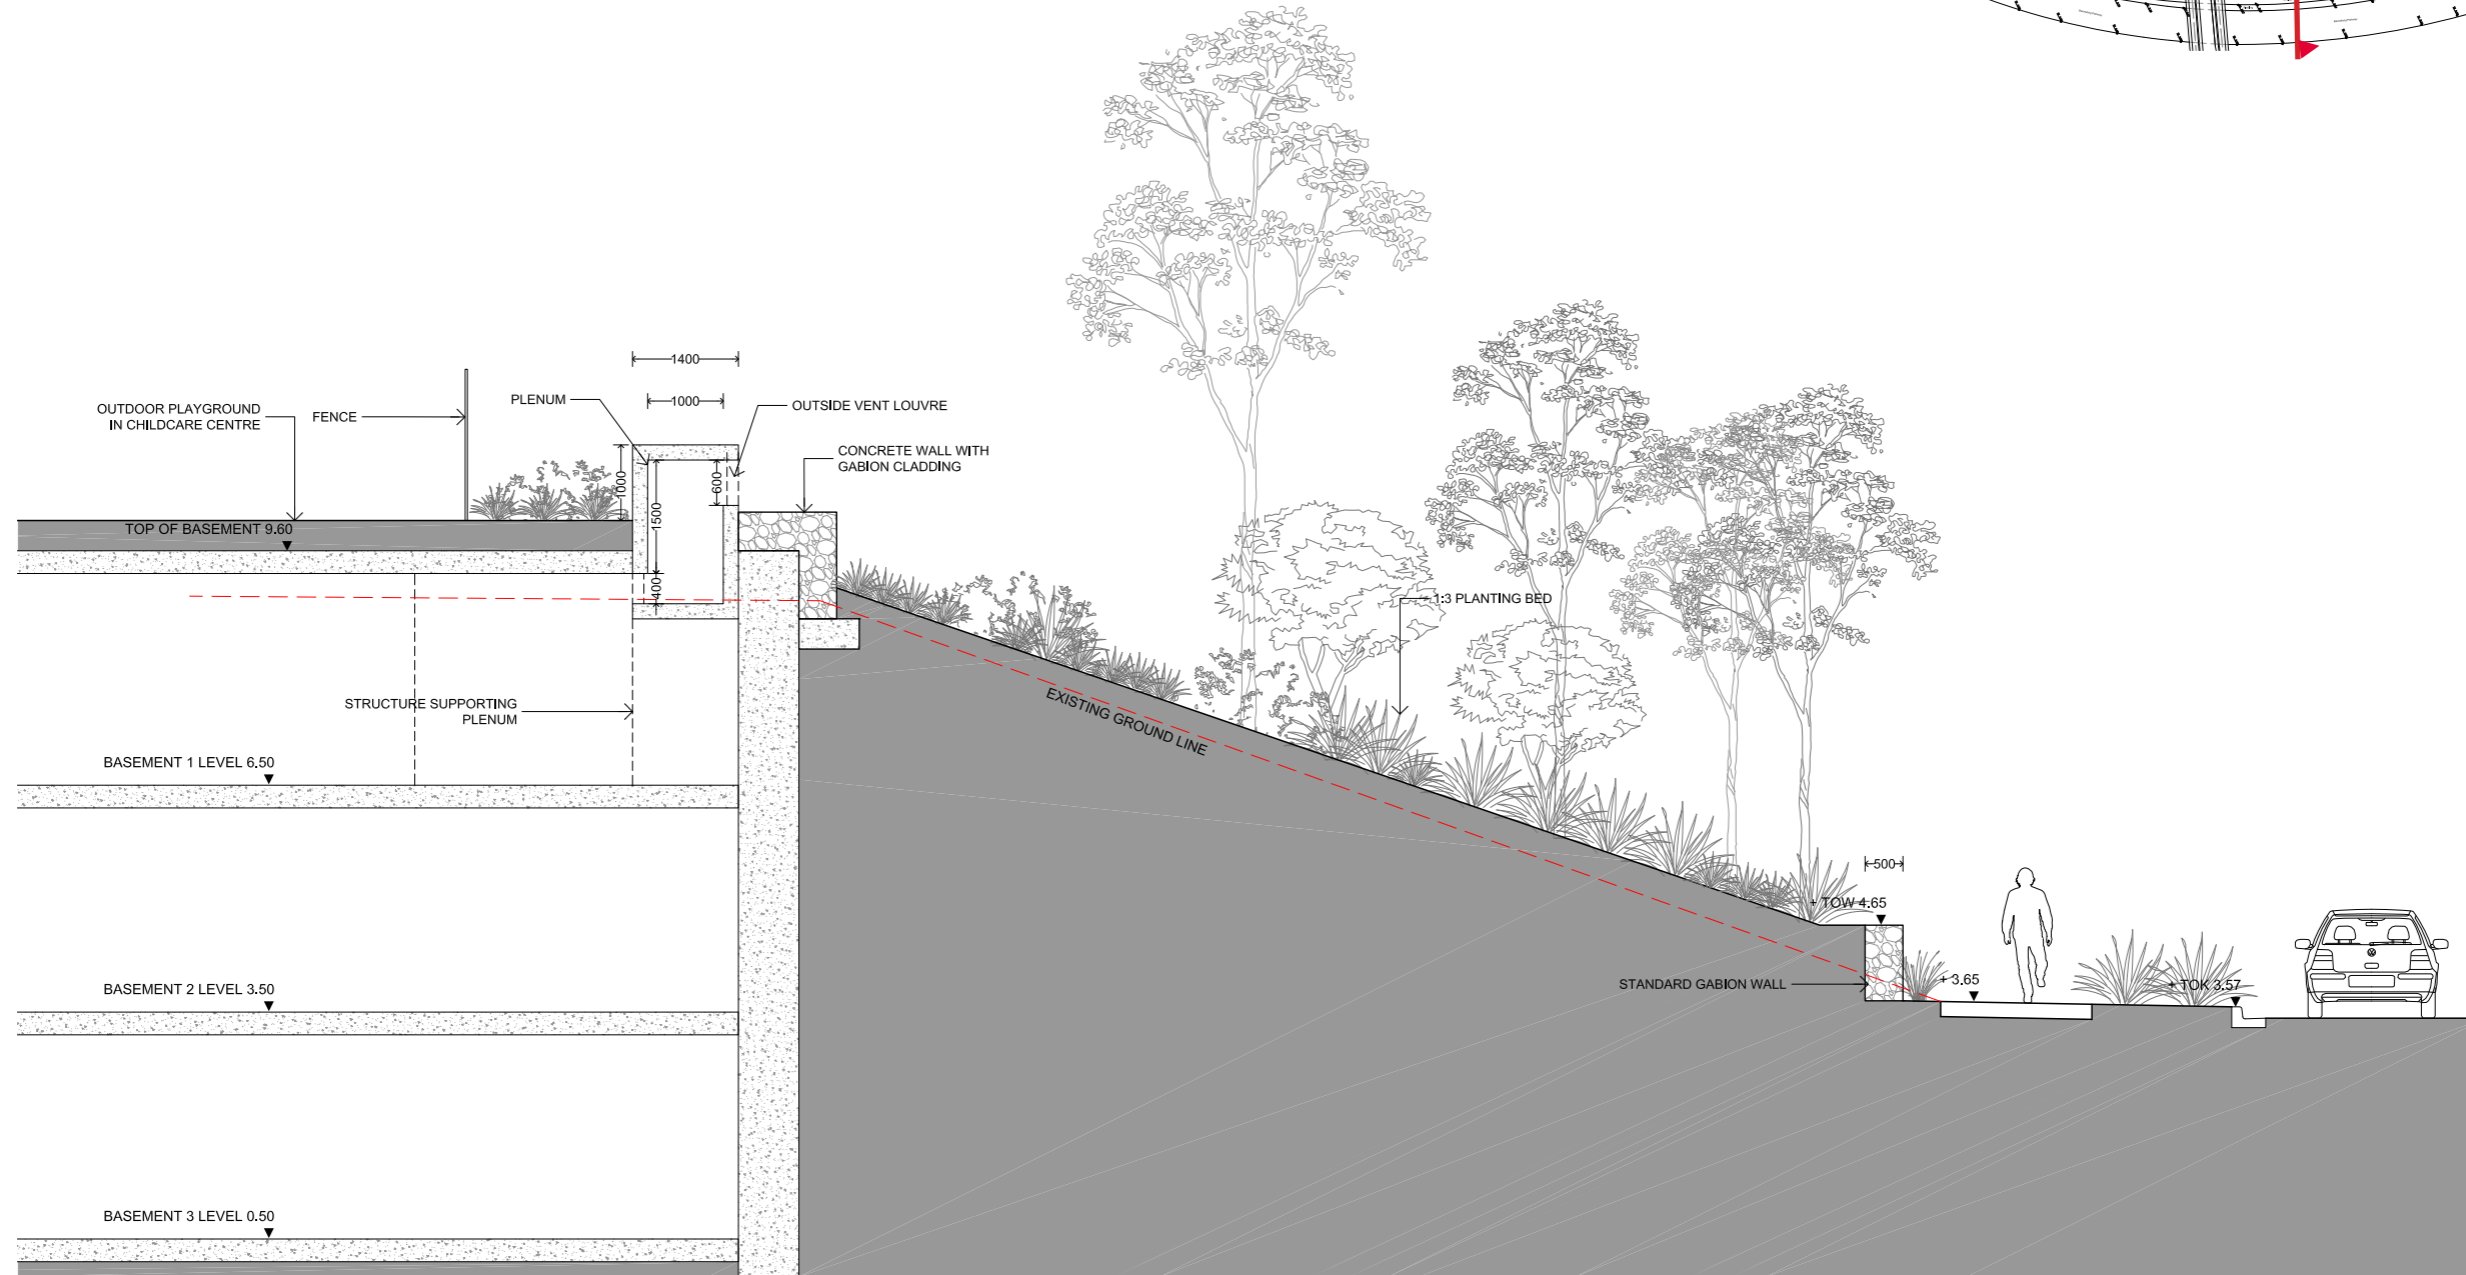 1400
1000
OUTDOOR PLAYGROUND
IN CHILDCARE CENTRE
FENCE
PLENUM
OUTSIDE VENT LOUVRE
CONCRETE WALL WITH
GABION CLADDING
1000
1500
600
400
TOP OF BASEMENT 9.60
1:3 PLANTING BED
EXISTING GROUND LINE
STRUCTURE SUPPORTING
PLENUM
BASEMENT 1 LEVEL 6.50
500
+ TOW 4.65
STANDARD GABION WALL
+ 3.65
+ TOK 3.57
BASEMENT 2 LEVEL 3.50
BASEMENT 3 LEVEL 0.50